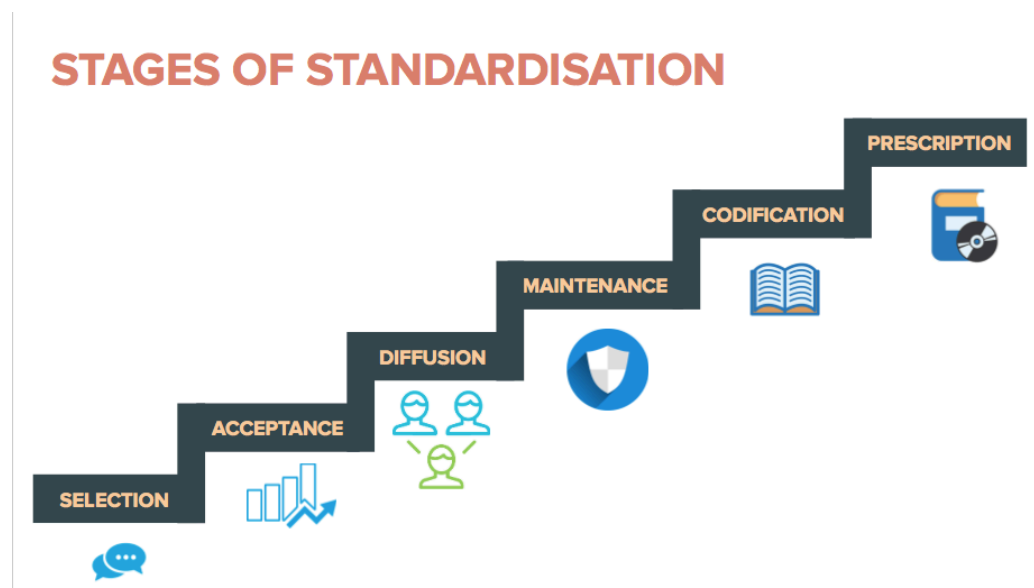 STAGES OF STANDARDISATION
PRESCRIPTION
CODIFICATION
MAINTENANCE
DIFFUSION
ACCEPTANCE
SELECTION